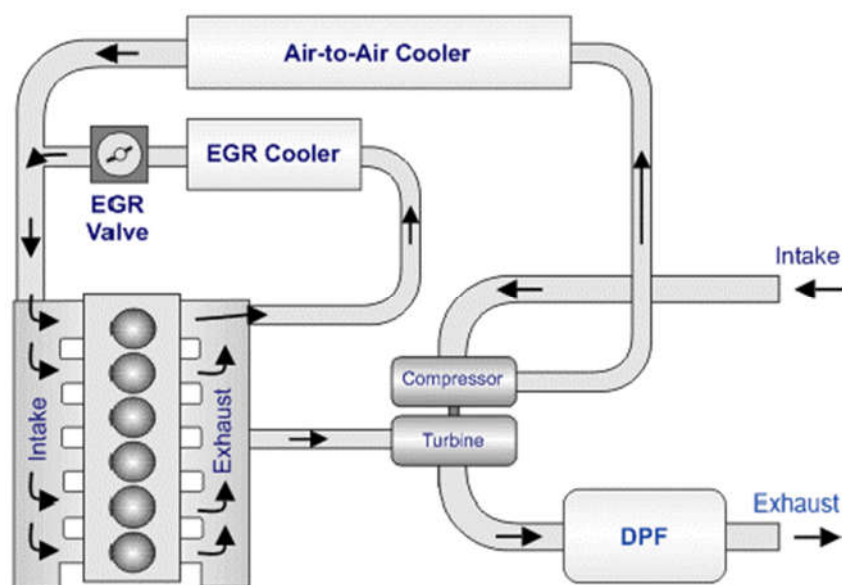 Air-to-Air Cooler
EGR Cooler
EGR
Valve
Intake
Compressor
Turbine
Intake
Exhaust
Exhaust
DPF